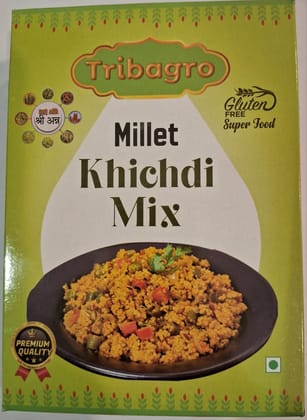 Tribagro
श्री अन्न
Gluten
FREE
Super Food
Millet
Khichdi
Mix
PREMIUM
QUALITY